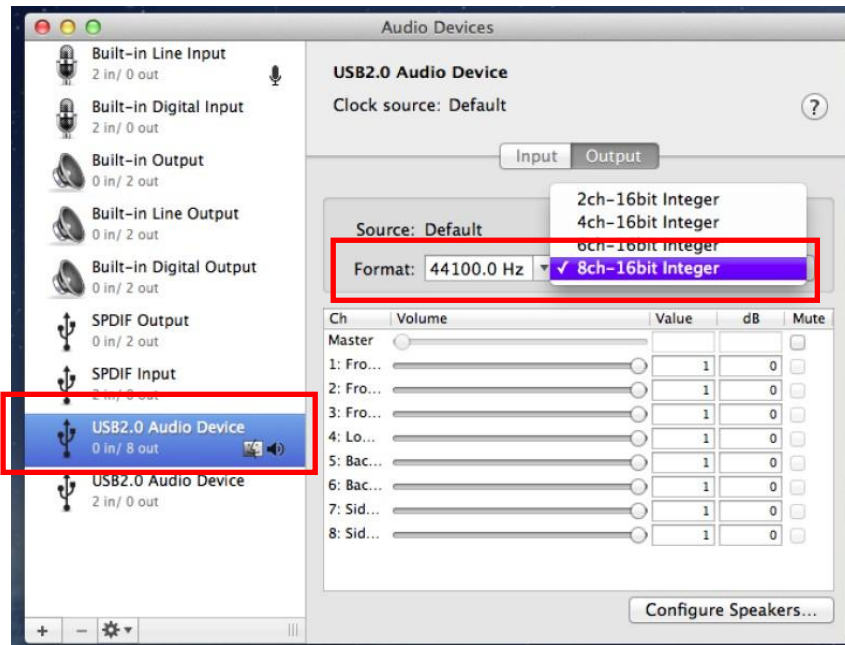 Audio Devices
Built-in Line Input
2 in/ 0 out
Built-in Digital Input
2 in/ 0 out
Built-in Output
0 in/ 2 out
Built-in Line Output
0 in/ 2 out
Built-in Digital Output
0 in/ 2 out
SPDIF Output
0 in/ 2 out
SPDIF Input
2 in/ 0 out
USB2.0 Audio Device
0 in/ 8 out
USB2.0 Audio Device
2 in/ 0 out
+ −
USB2.0 Audio Device
Clock source: Default
?
Input Output
2ch-16bit Integer
4ch-16bit Integer
6ch-16bit Integer
✓ 8ch-16bit Integer
Source: Default
Format: 44100.0 Hz
Ch Volume Value dB Mute
Master
1: Fro... 1 0
2: Fro... 1 0
3: Fro... 1 0
4: Lo... 1 0
5: Bac... 1 0
6: Bac... 1 0
7: Sid... 1 0
8: Sid... 1 0
Configure Speakers...